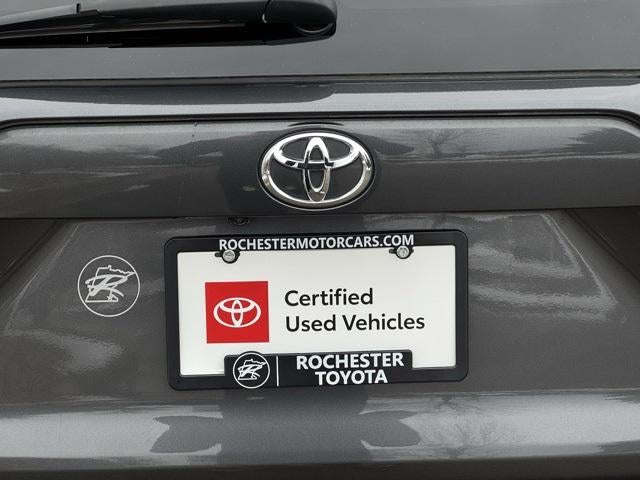 ROCHESTERMOTORCARS.COM
Certified
Used Vehicles
ROCHESTER
TOYOTA